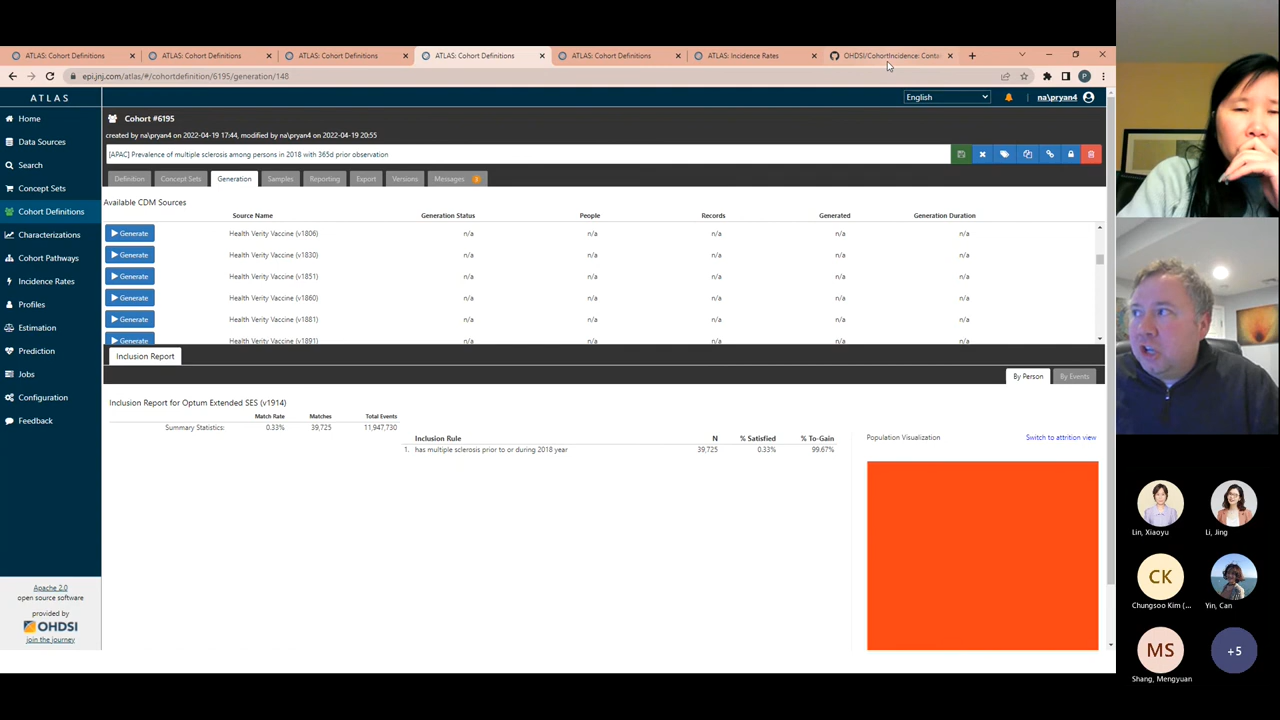 ATLAS: Cohort Definitions
ATLAS: Cohort Definitions
ATLAS: Cohort Definitions
ATLAS: Cohort Definitions
ATLAS: Cohort Definitions
ATLAS: Incidence Rates
OHDSI/CohortIncidence: Conta
epi.jnj.com/atlas/#/cohortdefinition/6195/generation/148
P
ATLAS
English
na\pryan4
Home
Data Sources
Search
Concept Sets
Cohort Definitions
Characterizations
Cohort Pathways
Incidence Rates
Profiles
Estimation
Prediction
Jobs
Configuration
Feedback
Apache 2.0
open source software
provided by
OHDSI
join the journey
Cohort #6195
created by na\pryan4 on 2022-04-19 17:44, modified by na\pryan4 on 2022-04-19 20:55
[APAC] Prevalence of multiple sclerosis among persons in 2018 with 365d prior observation
Definition Concept Sets Generation Samples Reporting Export Versions Messages
Available CDM Sources
Source Name Generation Status People Records Generated Generation Duration
Generate Health Verity Vaccine (v1806) n/a n/a n/a n/a n/a
Generate Health Verity Vaccine (v1830) n/a n/a n/a n/a n/a
Generate Health Verity Vaccine (v1851) n/a n/a n/a n/a n/a
Generate Health Verity Vaccine (v1860) n/a n/a n/a n/a n/a
Generate Health Verity Vaccine (v1881) n/a n/a n/a n/a n/a
Generate Health Verity Vaccine (v1891) n/a n/a n/a n/a n/a
Inclusion Report
By Person By Events
Inclusion Report for Optum Extended SES (v1914)
Match Rate Matches Total Events
Summary Statistics: 0.33% 39,725 11,947,730
Inclusion Rule N % Satisfied % To-Gain
1. has multiple sclerosis prior to or during 2018 year 39,725 0.33% 99.67%
Population Visualization Switch to attrition view
Lin, Xiaoyu
Li, Jing
CK
Chungsoo Kim (...
Yin, Can
MS
Shang, Mengyuan
+5